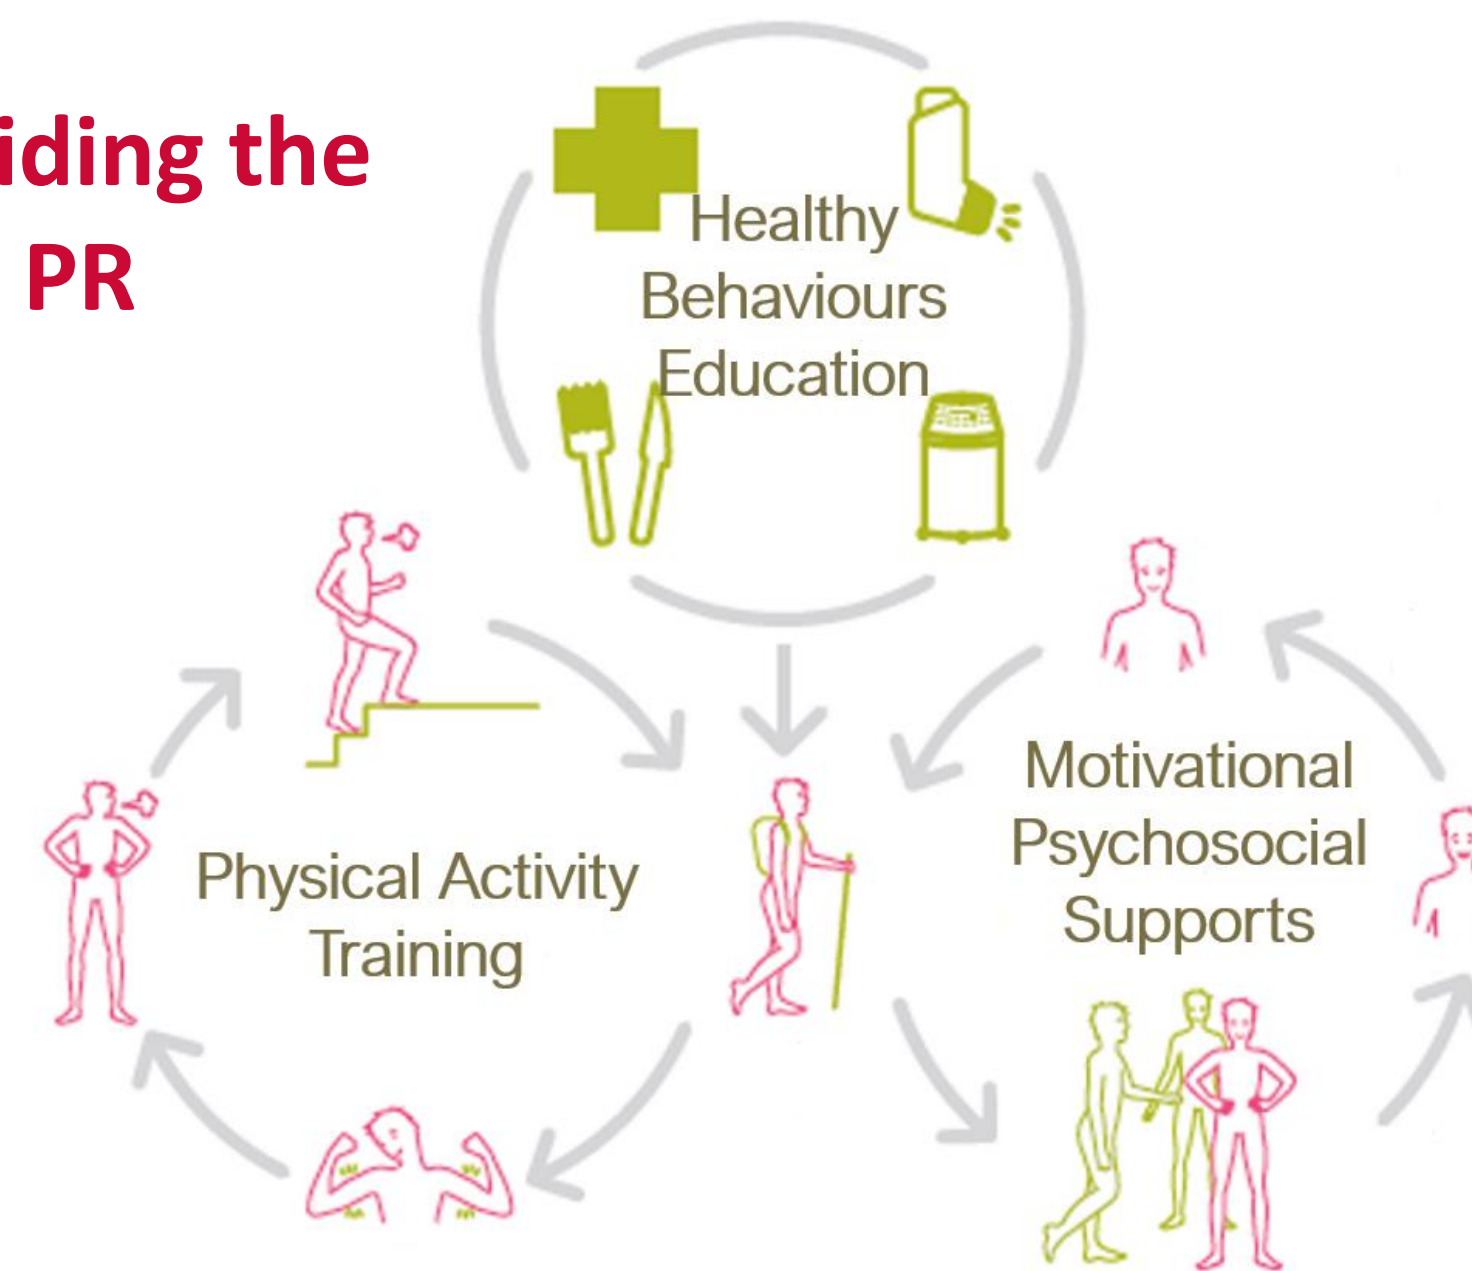 iding the
PR
Healthy
Behaviours
Education
Motivational
Psychosocial
Supports
Physical Activity
Training